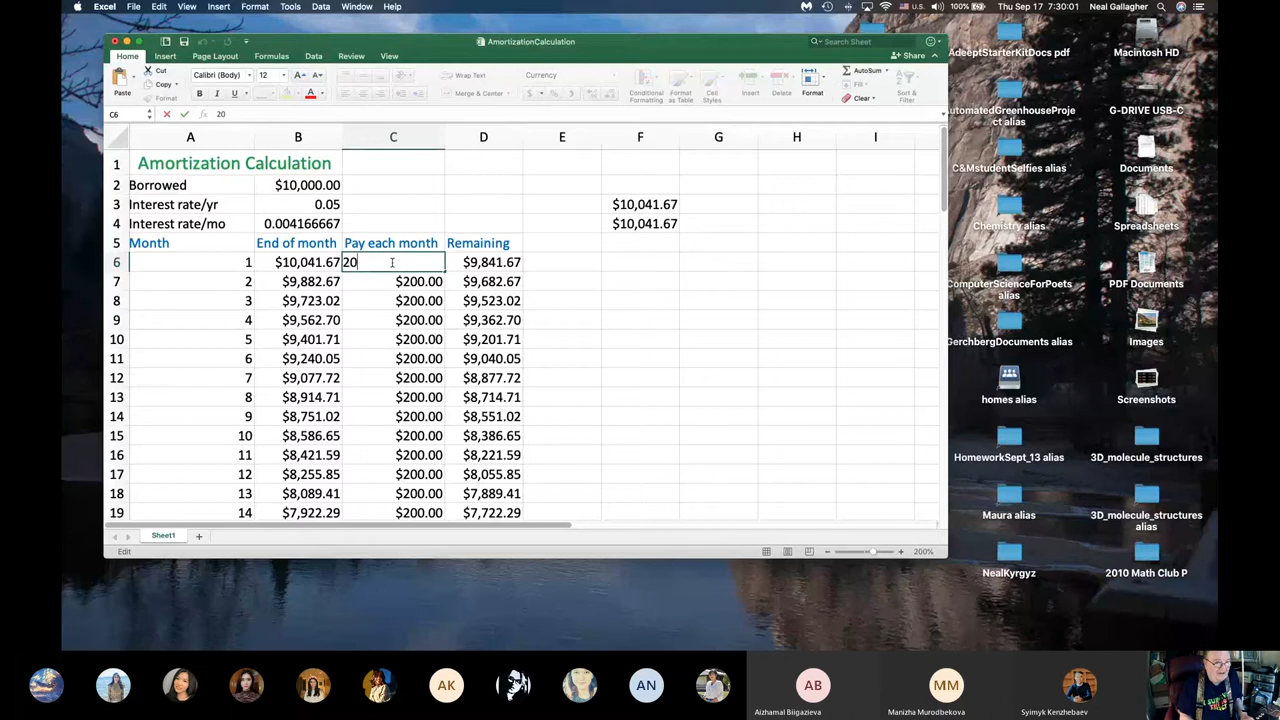 Excel File Edit View Insert Format Tools Data Window Help U.S. 100% Thu Sep 17 7:30:01 Neal Gallagher
AmortizationCalculation
Search Sheet
Home Insert Page Layout Formulas Data Review View
Share
Paste
Cut
Copy
Format
Calibri (Body) 12
B I U
Wrap Text
Merge & Center
Currency
Conditional Formatting
Format as Table
Cell Styles
Insert
Delete
Format
AutoSum
Fill
Clear
Sort & Filter
C6 fx 20
A B C D E F G H I
1 Amortization Calculation
2 Borrowed $10,000.00
3 Interest rate/yr 0.05 $10,041.67
4 Interest rate/mo 0.004166667 $10,041.67
5 Month End of month Pay each month Remaining
6 1 $10,041.67 20 $9,841.67
7 2 $9,882.67 $200.00 $9,682.67
8 3 $9,723.02 $200.00 $9,523.02
9 4 $9,562.70 $200.00 $9,362.70
10 5 $9,401.71 $200.00 $9,201.71
11 6 $9,240.05 $200.00 $9,040.05
12 7 $9,077.72 $200.00 $8,877.72
13 8 $8,914.71 $200.00 $8,714.71
14 9 $8,751.02 $200.00 $8,551.02
15 10 $8,586.65 $200.00 $8,386.65
16 11 $8,421.59 $200.00 $8,221.59
17 12 $8,255.85 $200.00 $8,055.85
18 13 $8,089.41 $200.00 $7,889.41
19 14 $7,922.29 $200.00 $7,722.29
Sheet1 +
Edit 200%
AdeeptStarterKitDocs pdf
Macintosh HD
utomatedGreenhouseProje
ct alias
G-DRIVE USB-C
C&MstudentSelfies alias
Documents
Chemistry alias
Spreadsheets
ComputerScienceForPoets
alias
PDF Documents
GerchbergDocuments alias
Images
homes alias
Screenshots
HomeworkSept_13 alias
3D_molecule_structures
Maura alias
3D_molecule_structures
alias
NealKyrgyz
2010 Math Club P
AK
AN
AB
MM
Aizhamal Biigazieva
Manizha Murodbekova
Syimyk Kenzhebaev